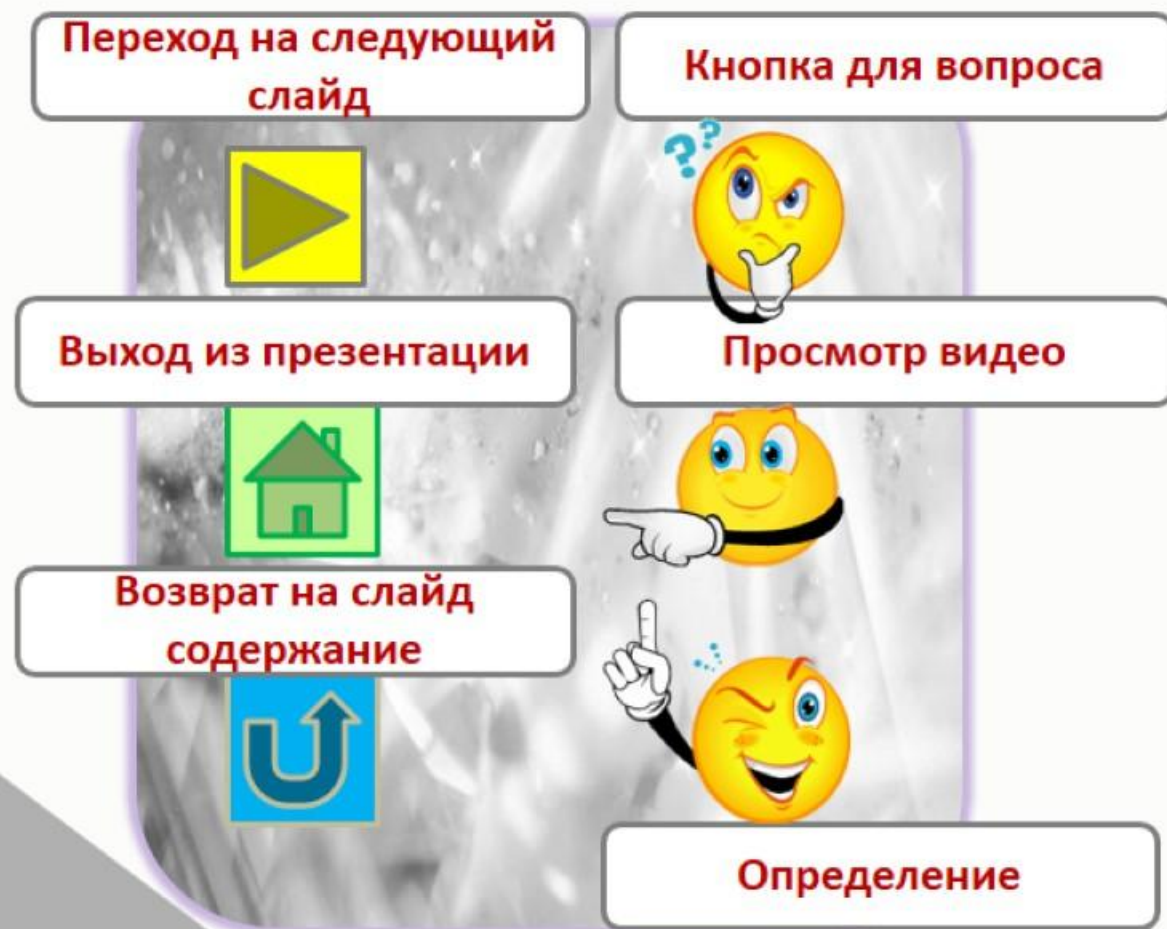 Переход на следующий
слайд
Кнопка для вопроса
??
Выход из презентации
Просмотр видео
Возврат на слайд
содержание
Определение